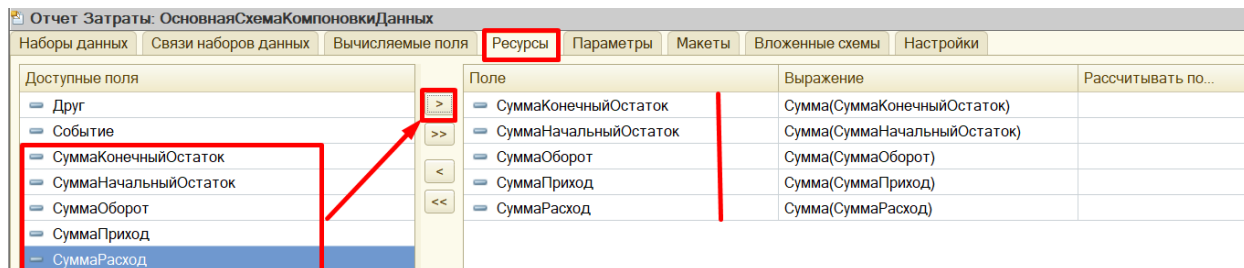 Отчет Затраты: ОсновнаяСхемаКомпоновкиДанных
Наборы данных Связи наборов данных Вычисляемые поля Ресурсы Параметры Макеты Вложенные схемы Настройки
Доступные поля Поле Выражение Рассчитывать по...
Друг > СуммаКонечныйОстаток Сумма(СуммаКонечныйОстаток)
Событие >> СуммаНачальныйОстаток Сумма(СуммаНачальныйОстаток)
СуммаКонечныйОстаток СуммаОборот Сумма(СуммаОборот)
СуммаНачальныйОстаток < СуммаПриход Сумма(СуммаПриход)
СуммаОборот << СуммаРасход Сумма(СуммаРасход)
СуммаПриход
СуммаРасход